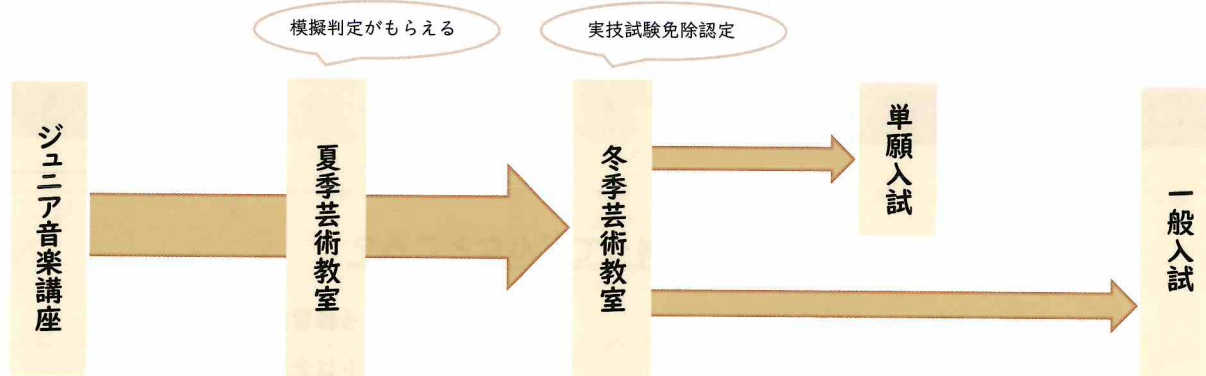 模擬判定がもらえる
実技試験免除認定
ジュニア音楽講座
夏季芸術教室
冬季芸術教室
単願入試
一般入試